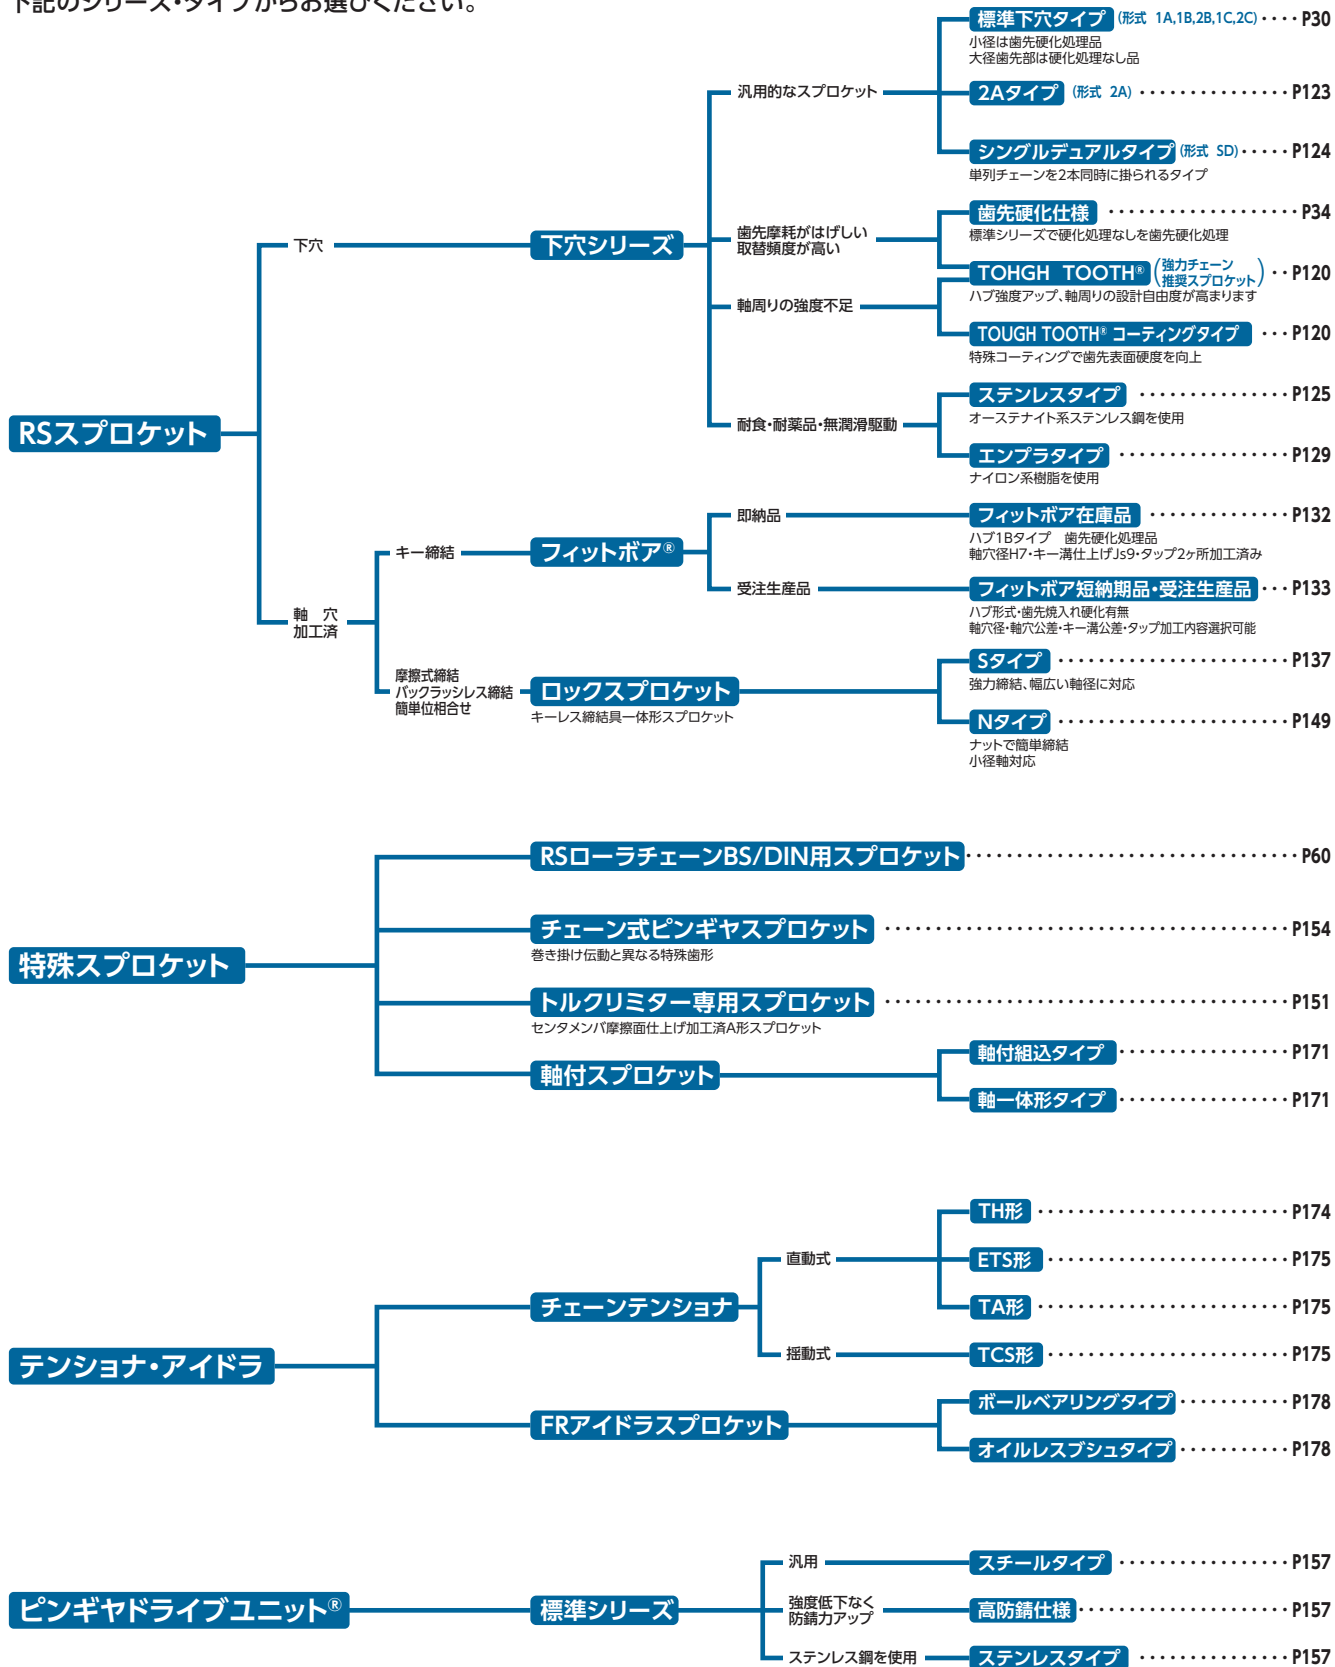 下記のシリーズ・タイプからお選びください。
RSスプロケット
下穴
下穴シリーズ
汎用的なスプロケット
標準下穴タイプ (形式 1A,1B,2B,1C,2C)・・・・P30
小径は歯先硬化処理品
大径歯先部は硬化処理なし品
2Aタイプ (形式 2A)・・・・・・・・・・・・・・・P123
シングルデュアルタイプ (形式 SD)・・・・・P124
単列チェーンを2本同時に掛られるタイプ
歯先摩耗がはげしい
取替頻度が高い
歯先硬化仕様・・・・・・・・・・・・・・・・・・P34
標準シリーズで硬化処理なしを歯先硬化処理
軸周りの強度不足
TOHGH TOOTH® (強力チェーン
推奨スプロケット)・・P120
ハブ強度アップ、軸周りの設計自由度が高まります
TOUGH TOOTH® コーティングタイプ・・・P120
特殊コーティングで歯先表面硬度を向上
耐食・耐薬品・無潤滑駆動
ステンレスタイプ・・・・・・・・・・・・・・・P125
オーステナイト系ステンレス鋼を使用
エンプラタイプ・・・・・・・・・・・・・・・・・P129
ナイロン系樹脂を使用
軸 穴
加工済
キー締結
フィットボア®
即納品
フィットボア在庫品・・・・・・・・・・・・・・P132
ハブ1Bタイプ 歯先硬化処理品
軸穴径H7・キー溝仕上げJs9・タップ2ヶ所加工済み
受注生産品
フィットボア短納期品・受注生産品・・・P133
ハブ形式・歯先焼入れ硬化有無
軸穴径・軸穴公差・キー溝公差・タップ加工内容選択可能
摩擦式締結
バックラッシレス締結
簡単位相合せ
ロックスプロケット
キーレス締結具一体形スプロケット
Sタイプ・・・・・・・・・・・・・・・・・・・・・・・P137
強力締結、幅広い軸径に対応
Nタイプ・・・・・・・・・・・・・・・・・・・・・・・P149
ナットで簡単締結
小径軸対応
特殊スプロケット
RSローラチェーンBS/DIN用スプロケット・・・・・・・・・・・・・・・・・・・・・・・・・・・・・・・・・P60
チェーン式ピンギヤスプロケット・・・・・・・・・・・・・・・・・・・・・・・・・・・・・・・・・・・・・・・・P154
巻き掛け伝動と異なる特殊歯形
トルクリミター専用スプロケット・・・・・・・・・・・・・・・・・・・・・・・・・・・・・・・・・・・・・・・・P151
センタメンバ摩擦面仕上げ加工済A形スプロケット
軸付スプロケット
軸付組込タイプ・・・・・・・・・・・・・・・・・P171
軸一体形タイプ・・・・・・・・・・・・・・・・・P171
テンショナ・アイドラ
チェーンテンショナ
直動式
TH形・・・・・・・・・・・・・・・・・・・・・・・・・P174
ETS形・・・・・・・・・・・・・・・・・・・・・・・・P175
TA形・・・・・・・・・・・・・・・・・・・・・・・・・P175
揺動式
TCS形・・・・・・・・・・・・・・・・・・・・・・・・P175
FRアイドラスプロケット
ボールベアリングタイプ・・・・・・・・・・・P178
オイルレスブシュタイプ・・・・・・・・・・・P178
ピンギヤドライブユニット®
標準シリーズ
汎用
スチールタイプ・・・・・・・・・・・・・・・・・P157
強度低下なく
防錆力アップ
高防錆仕様・・・・・・・・・・・・・・・・・・・・・P157
ステンレス鋼を使用
ステンレスタイプ・・・・・・・・・・・・・・・P157